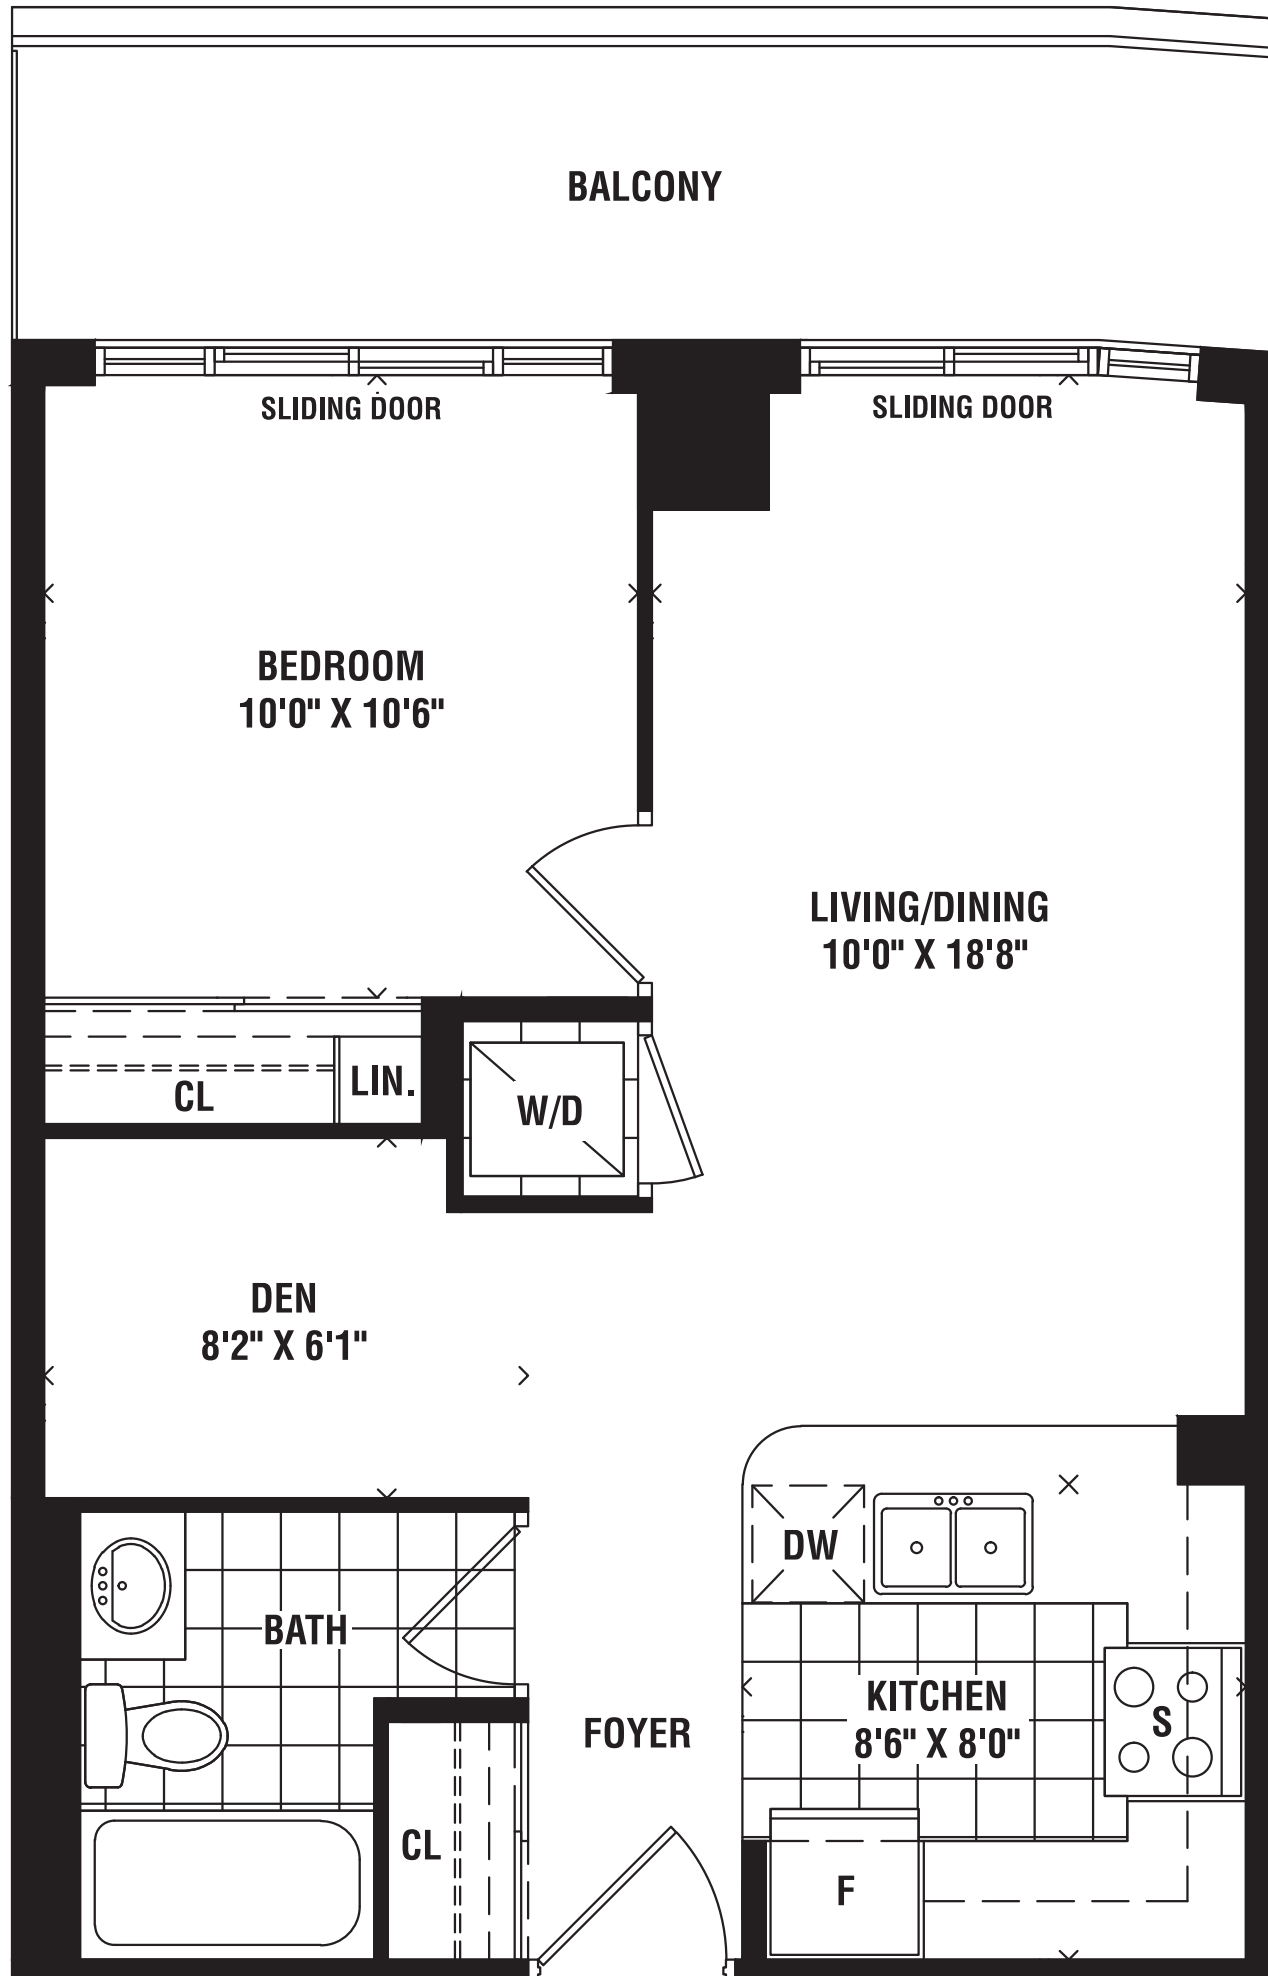 BALCONY
SLIDING DOOR
SLIDING DOOR
BEDROOM
10'0" X 10'6"
LIVING/DINING
10'0" X 18'8"
CL
LIN.
W/D
DEN
8'2" X 6'1"
DW
BATH
KITCHEN
8'6" X 8'0"
S
FOYER
CL
F